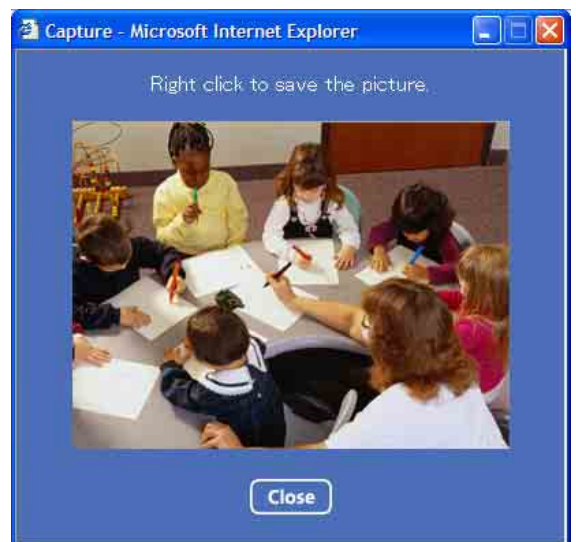 Capture - Microsoft Internet Explorer
Right click to save the picture.
Close